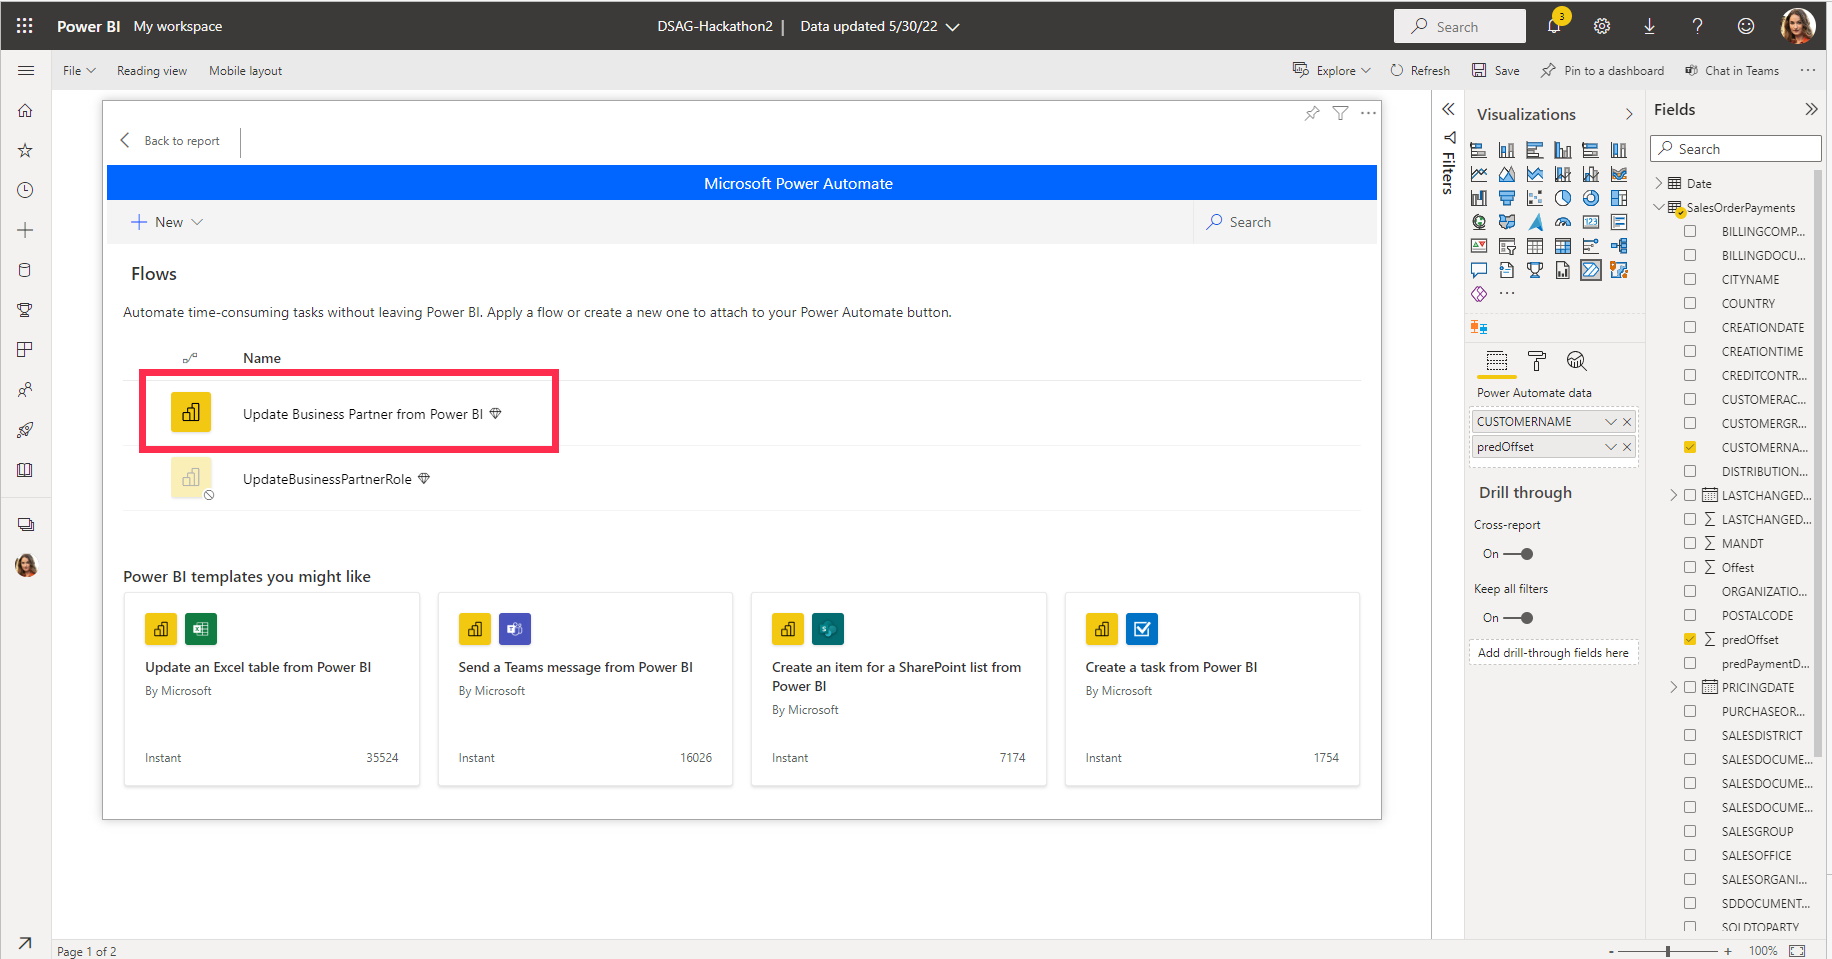 Power BI My workspace
DSAG-Hackathon2 | Data updated 5/30/22
Search
3
File
Reading view
Mobile layout
Explore
Refresh
Save
Pin to a dashboard
Chat in Teams
Back to report
Microsoft Power Automate
New
Search
Flows
Automate time-consuming tasks without leaving Power BI. Apply a flow or create a new one to attach to your Power Automate button.
Name
Update Business Partner from Power BI
UpdateBusinessPartnerRole
Power BI templates you might like
Update an Excel table from Power BI
By Microsoft
Instant
35524
Send a Teams message from Power BI
By Microsoft
Instant
16026
Create an item for a SharePoint list from
Power BI
By Microsoft
Instant
7174
Create a task from Power BI
By Microsoft
Instant
1754
Filters
Visualizations
Power Automate data
CUSTOMERNAME
predOffset
Drill through
Cross-report
On
Keep all filters
On
Add drill-through fields here
Fields
Search
Date
SalesOrderPayments
BILLINGCOMP...
BILLINGDOCU...
CITYNAME
COUNTRY
CREATIONDATE
CREATIONTIME
CREDITCONTR...
CUSTOMERAC...
CUSTOMERGR...
CUSTOMERNA...
DISTRIBUTION...
LASTCHANGED...
LASTCHANGED...
MANDT
Offest
ORGANIZATIO...
POSTALCODE
predOffset
predPaymentD...
PRICINGDATE
PURCHASEOR...
SALESDISTRICT
SALESDOCUME...
SALESDOCUME...
SALESDOCUME...
SALESGROUP
SALESOFFICE
SALESORGANI...
SDDOCUMENT...
SOLDTOPARTY
Page 1 of 2
- + 100%